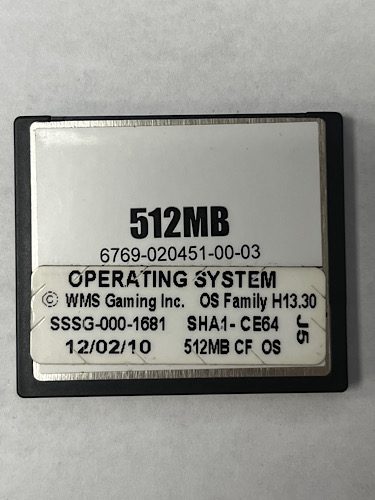 512MB
6769-020451-00-03
OPERATING SYSTEM
© WMS Gaming Inc. OS Family H13.30
SSSG-000-1681 SHA1- CE64
12/02/10 512MB CF OS
J5